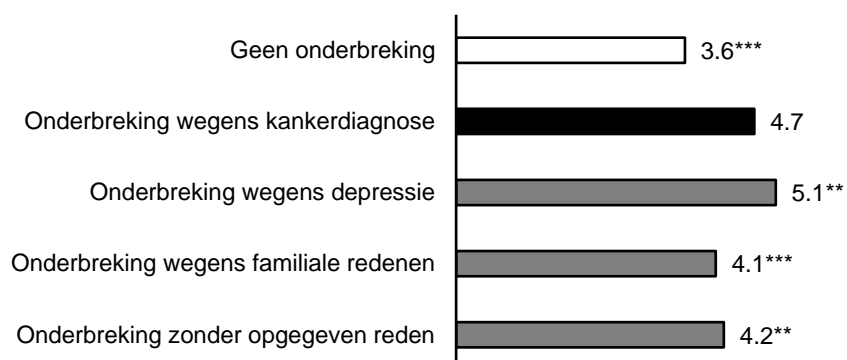 Geen onderbreking 3.6***
Onderbreking wegens kankerdiagnose 4.7
Onderbreking wegens depressie 5.1**
Onderbreking wegens familiale redenen 4.1***
Onderbreking zonder opgegeven reden 4.2**